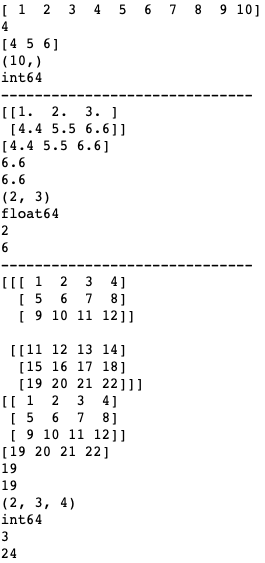 [ 1  2  3  4  5  6  7  8  9 10]
4
[4 5 6]
(10,)
int64
------------------------------
[[1.  2.  3. ]
 [4.4 5.5 6.6]]
[4.4 5.5 6.6]
6.6
6.6
(2, 3)
float64
2
6
------------------------------
[[[ 1  2  3  4]
  [ 5  6  7  8]
  [ 9 10 11 12]]

 [[11 12 13 14]
  [15 16 17 18]
  [19 20 21 22]]]
[[ 1  2  3  4]
 [ 5  6  7  8]
 [ 9 10 11 12]]
[19 20 21 22]
19
19
(2, 3, 4)
int64
3
24